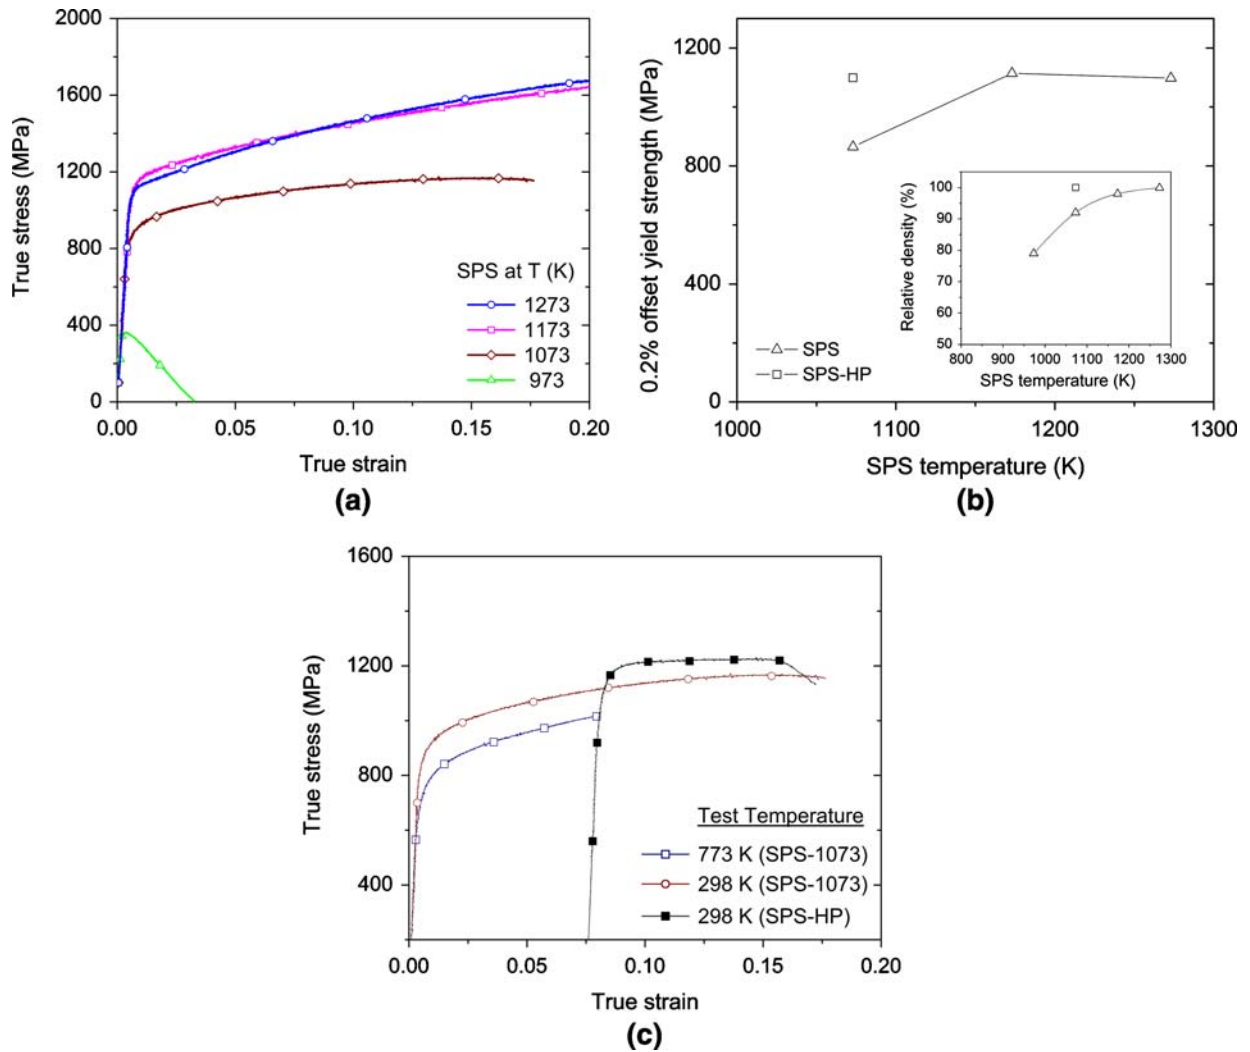 2000
1600
1200
800
400
0
True stress (MPa)
SPS at T (K)
1273
1173
1073
973
0.00
0.05
0.10
0.15
0.20
True strain
(a)
1200
800
400
0
0.2% offset yield strength (MPa)
100
90
80
70
60
50
Relative density (%)
800
900
1000
1100
1200
1300
SPS temperature (K)
SPS
SPS-HP
1000
1100
1200
1300
SPS temperature (K)
(b)
1600
1200
800
400
True stress (MPa)
Test Temperature
773 K (SPS-1073)
298 K (SPS-1073)
298 K (SPS-HP)
0.00
0.05
0.10
0.15
0.20
True strain
(c)